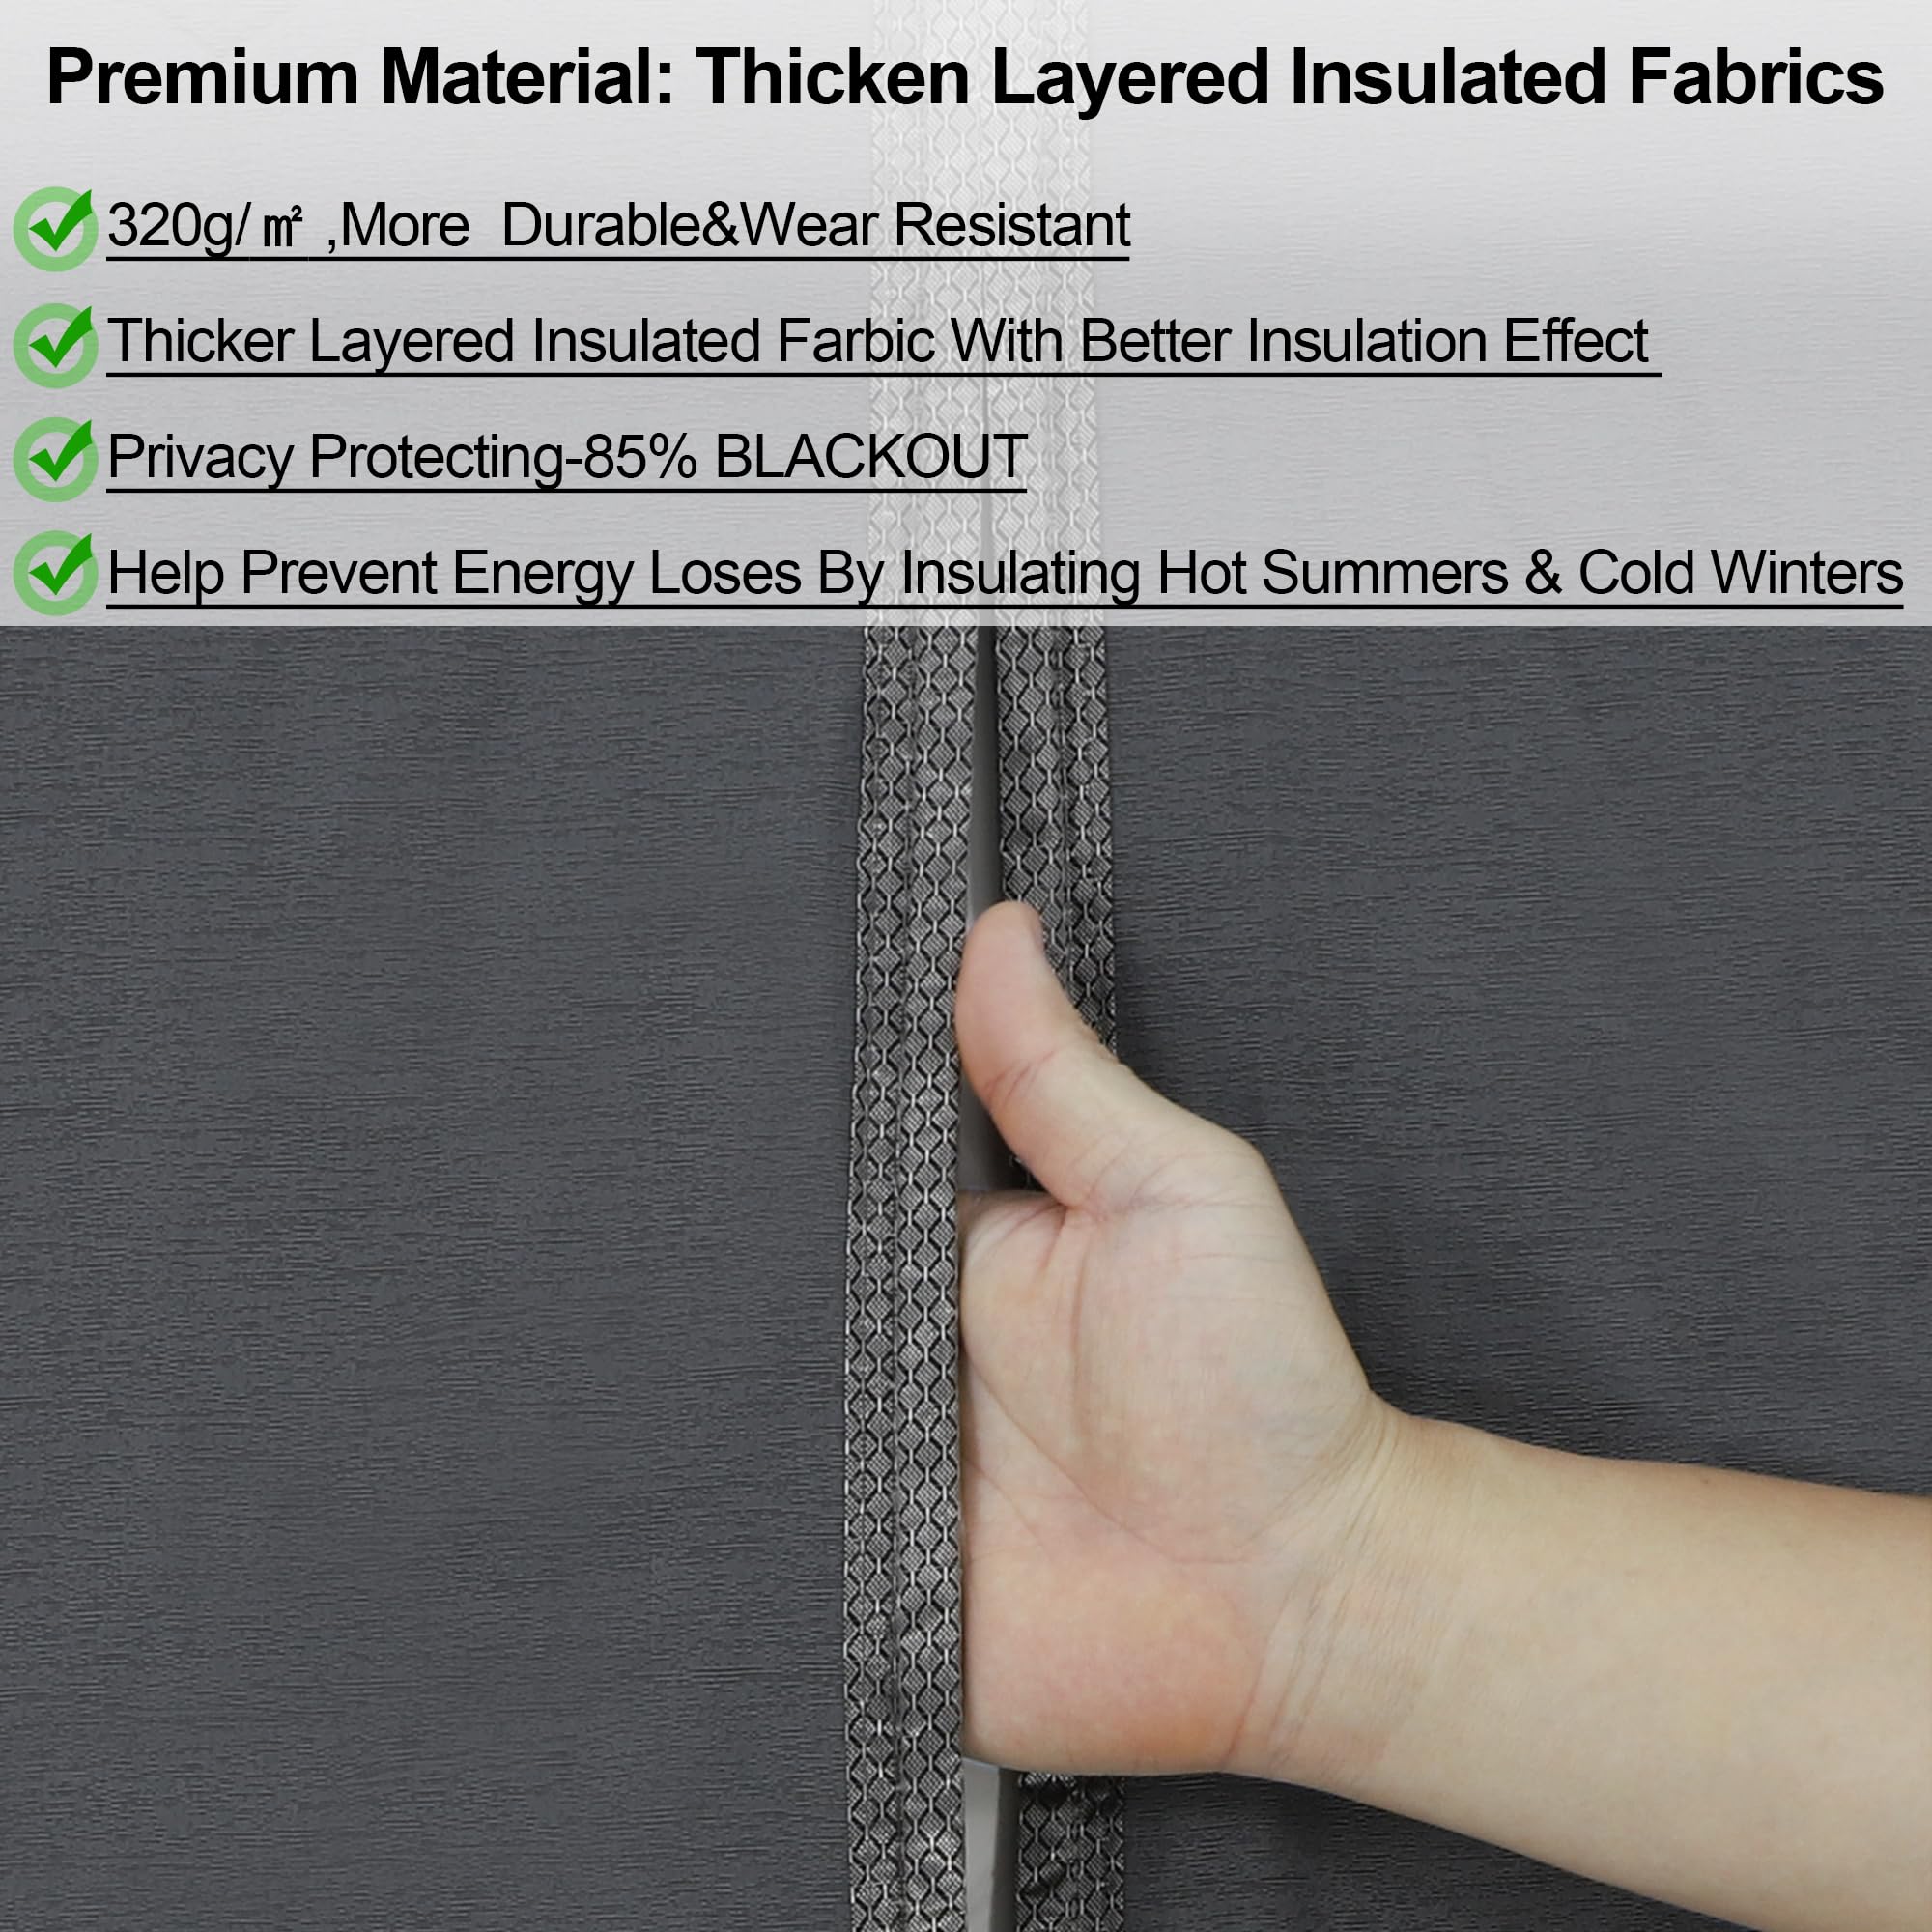 Premium Material: Thicken Layered Insulated Fabrics
320g/㎡ ,More Durable&Wear Resistant
Thicker Layered Insulated Farbic With Better Insulation Effect
Privacy Protecting-85% BLACKOUT
Help Prevent Energy Loses By Insulating Hot Summers & Cold Winters